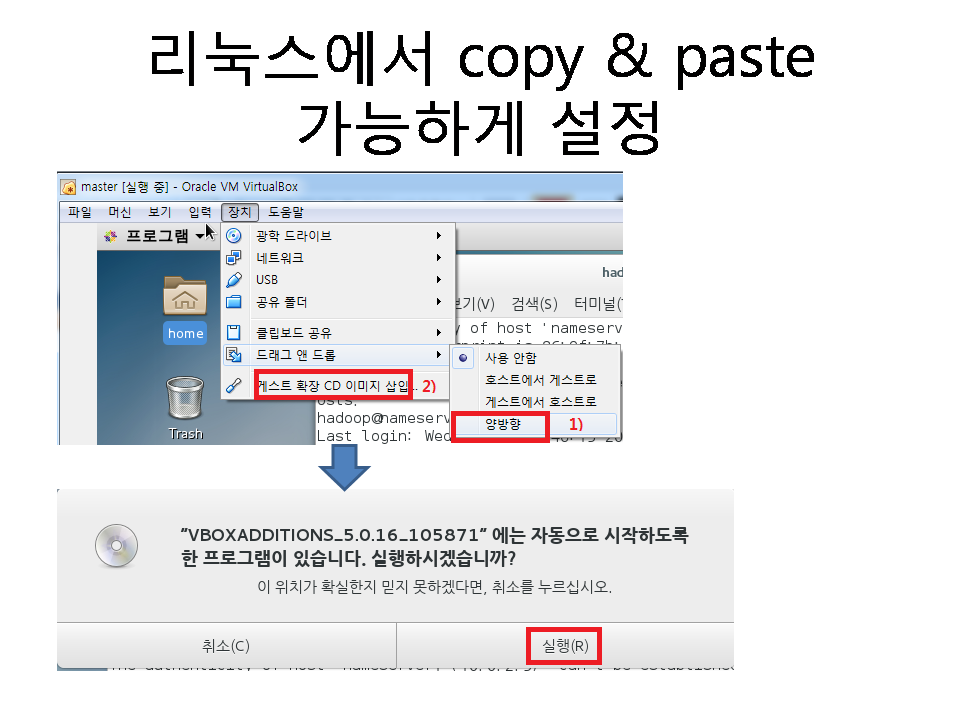 리눅스에서 copy & paste
가능하게 설정
master [실행 중] - Oracle VM VirtualBox
파일 머신 보기 입력 장치 도움말
프로그램
광학 드라이브
네트워크
USB
공유 폴더
클립보드 공유
드래그 앤 드롭
게스트 확장 CD 이미지 삽입... 2)
home
Trash
보기(V) 검색(S) 터미널(
of host 'nameserv
사용 안함
호스트에서 게스트로
게스트에서 호스트로
양방향 1)
hadoop@nameserv
Last login: Wed
"VBOXADDITIONS_5.0.16_105871" 에는 자동으로 시작하도록
한 프로그램이 있습니다. 실행하시겠습니까?
이 위치가 확실한지 믿지 못하겠다면, 취소를 누르십시오.
취소(C) 실행(R)